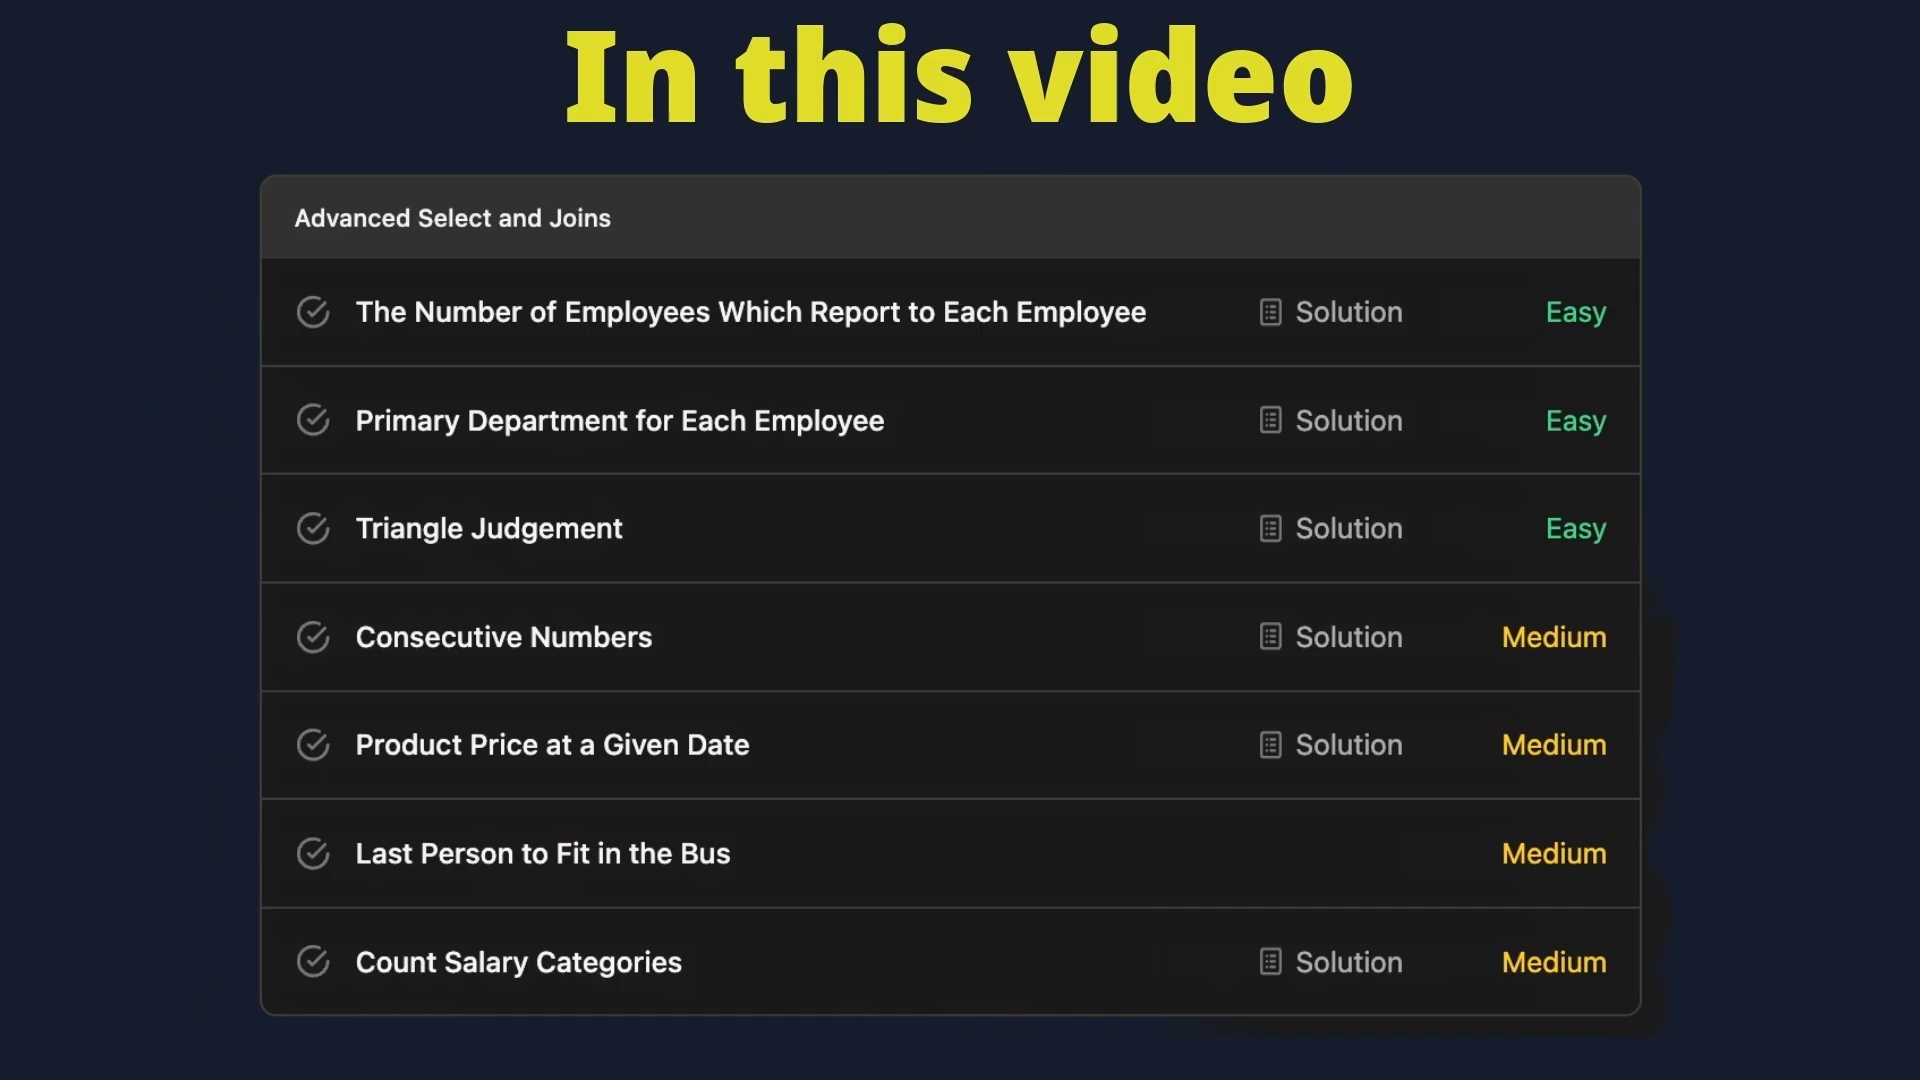 In this video
Advanced Select and Joins
The Number of Employees Which Report to Each Employee Solution Easy
Primary Department for Each Employee Solution Easy
Triangle Judgement Solution Easy
Consecutive Numbers Solution Medium
Product Price at a Given Date Solution Medium
Last Person to Fit in the Bus Medium
Count Salary Categories Solution Medium